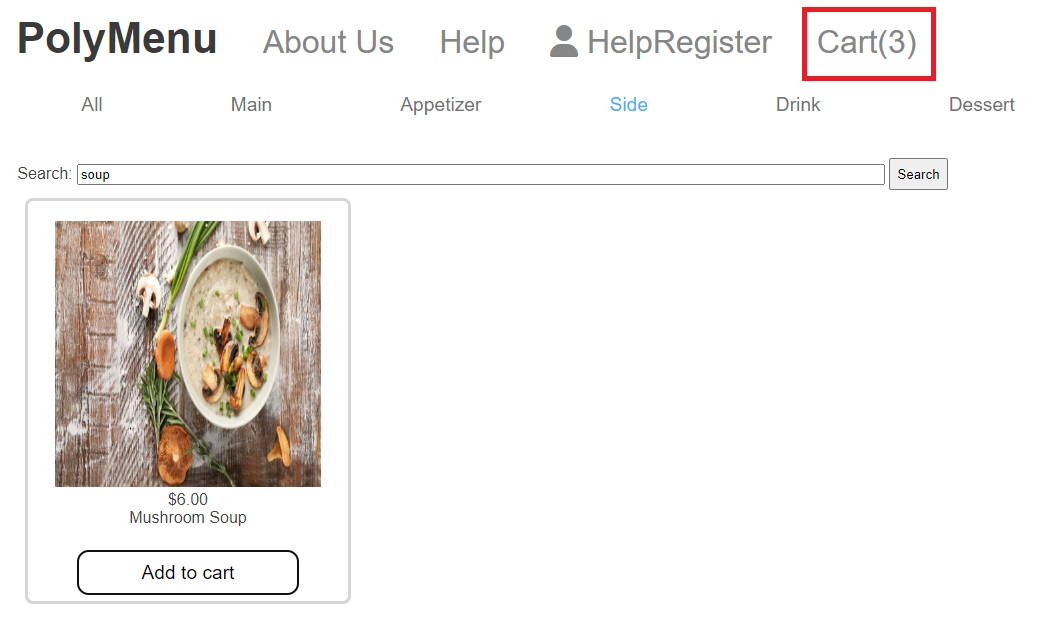 PolyMenu About Us Help HelpRegister Cart(3)
All Main Appetizer Side Drink Dessert
Search: soup Search
$6.00
Mushroom Soup
Add to cart